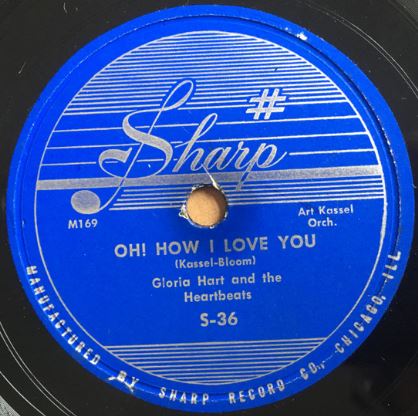 Sharp #
M169
Art Kassel
Orch.
OH! HOW I LOVE YOU
(Kassel-Bloom)
Gloria Hart and the
Heartbeats
S-36
MANUFACTURED BY SHARP RECORD CO., CHICAGO, ILL.